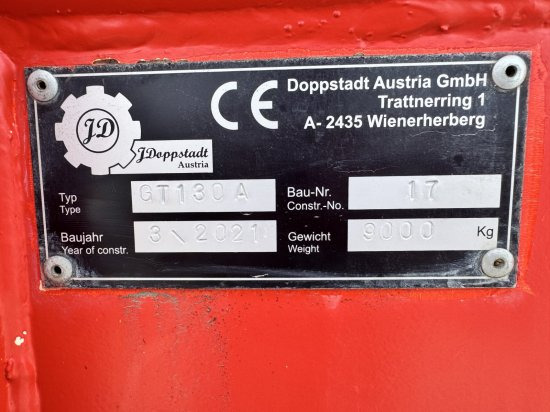 CE
Doppstadt Austria GmbH
Trattnerring 1
A- 2435 Wienerherberg
JD
JDoppstadt
Austria
Typ
Type
GT130A
Bau-Nr.
Constr.-No.
17
Baujahr
Year of constr.
3\2021
Gewicht
Weight
9000
Kg